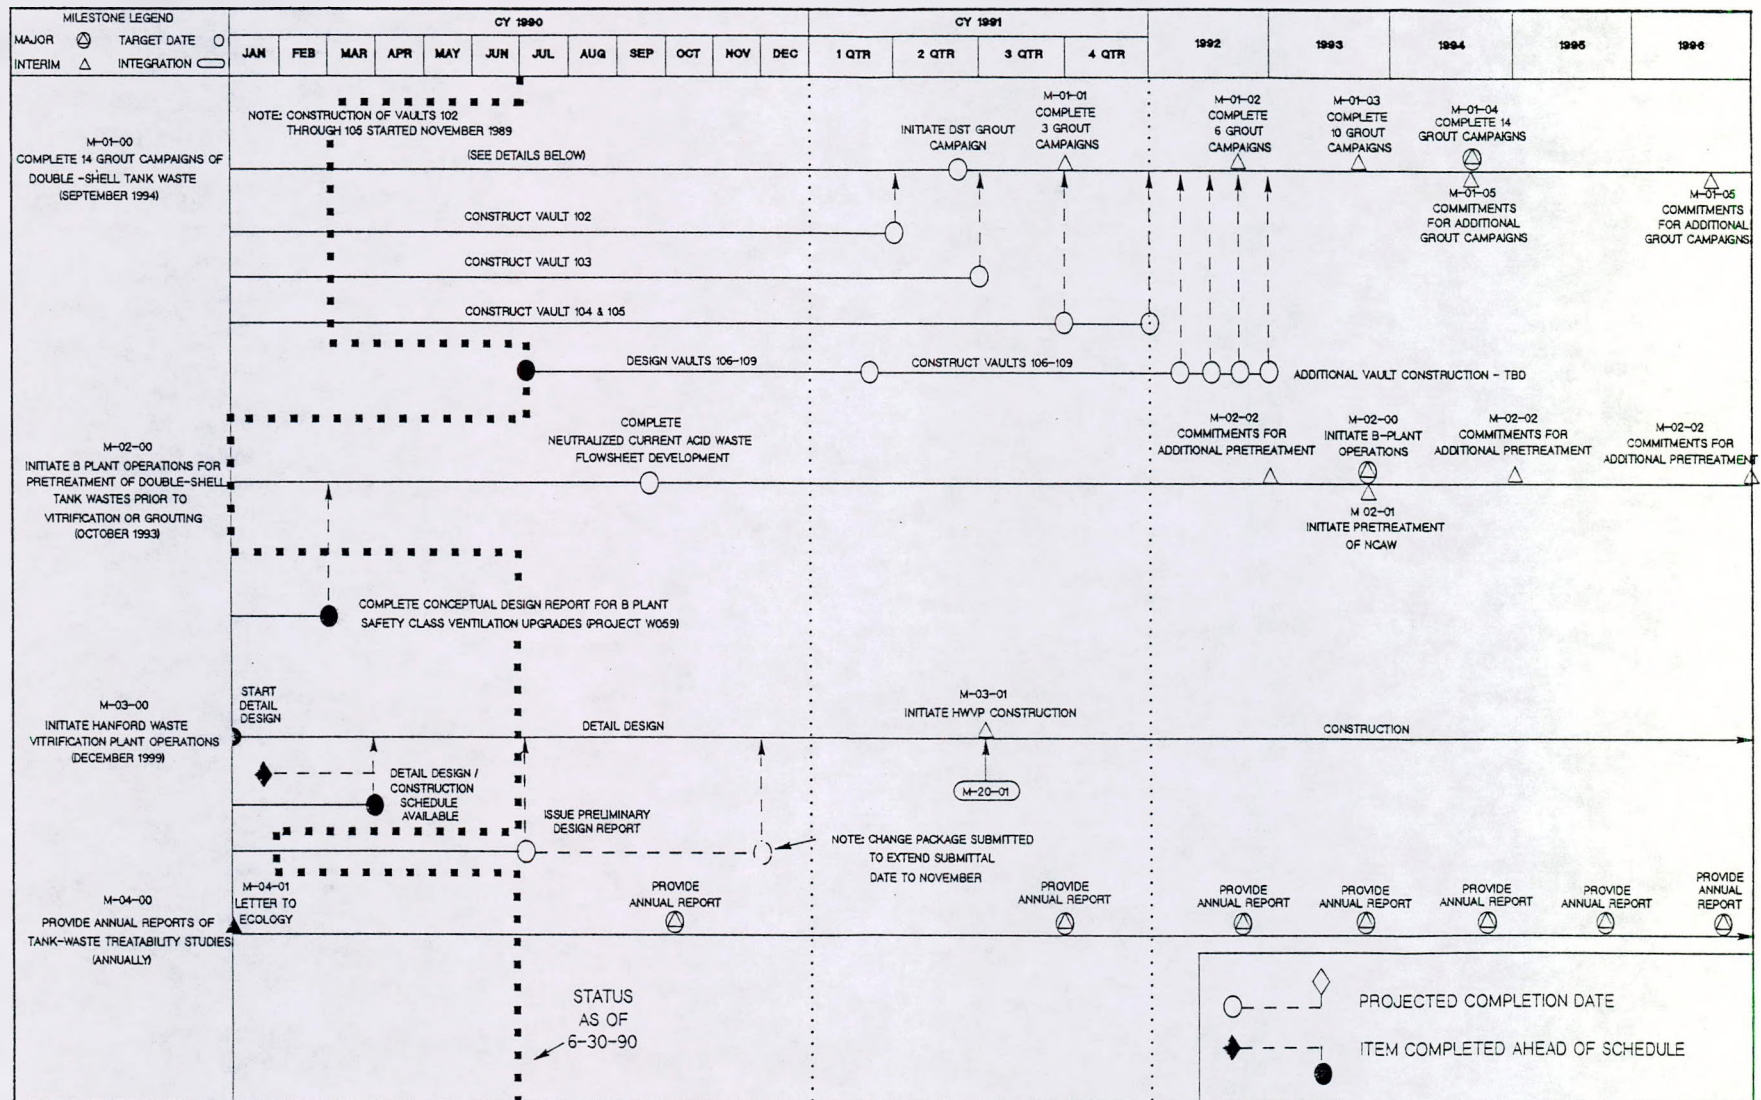 MILESTONE LEGEND
MAJOR TARGET DATE
INTERIM INTEGRATION
CY 1990
CY 1991
JAN FEB MAR APR MAY JUN JUL AUG SEP OCT NOV DEC
1 QTR 2 QTR 3 QTR 4 QTR
1992 1993 1994 1995 1996
M-01-00
COMPLETE 14 GROUT CAMPAIGNS OF
DOUBLE -SHELL TANK WASTE
(SEPTEMBER 1994)
NOTE: CONSTRUCTION OF VAULTS 102
THROUGH 105 STARTED NOVEMBER 1989
(SEE DETAILS BELOW)
INITIATE DST GROUT
CAMPAIGN
M-01-01
COMPLETE
3 GROUT
CAMPAIGNS
M-01-02
COMPLETE
6 GROUT
CAMPAIGNS
M-01-03
COMPLETE
10 GROUT
CAMPAIGNS
M-01-04
COMPLETE 14
GROUT CAMPAIGNS
M-01-05
COMMITMENTS
FOR ADDITIONAL
GROUT CAMPAIGNS
M-01-05
COMMITMENTS
FOR ADDITIONAL
GROUT CAMPAIGNS
CONSTRUCT VAULT 102
CONSTRUCT VAULT 103
CONSTRUCT VAULT 104 & 105
DESIGN VAULTS 106-109
CONSTRUCT VAULTS 106-109
ADDITIONAL VAULT CONSTRUCTION - TBD
M-02-00
INITIATE B PLANT OPERATIONS FOR
PRETREATMENT OF DOUBLE-SHELL
TANK WASTES PRIOR TO
VITRIFICATION OR GROUTING
(OCTOBER 1993)
COMPLETE
NEUTRALIZED CURRENT ACID WASTE
FLOWSHEET DEVELOPMENT
M-02-02
COMMITMENTS FOR
ADDITIONAL PRETREATMENT
M-02-00
INITIATE B-PLANT
OPERATIONS
M 02-01
INITIATE PRETREATMENT
OF NCAW
M-02-02
COMMITMENTS FOR
ADDITIONAL PRETREATMENT
M-02-02
COMMITMENTS FOR
ADDITIONAL PRETREATMENT
COMPLETE CONCEPTUAL DESIGN REPORT FOR B PLANT
SAFETY CLASS VENTILATION UPGRADES (PROJECT W059)
M-03-00
INITIATE HANFORD WASTE
VITRIFICATION PLANT OPERATIONS
(DECEMBER 1999)
START
DETAIL
DESIGN
DETAIL DESIGN
M-03-01
INITIATE HWVP CONSTRUCTION
CONSTRUCTION
M-20-01
DETAIL DESIGN /
CONSTRUCTION
SCHEDULE
AVAILABLE
ISSUE PRELIMINARY
DESIGN REPORT
NOTE: CHANGE PACKAGE SUBMITTED
TO EXTEND SUBMITTAL
DATE TO NOVEMBER
M-04-00
PROVIDE ANNUAL REPORTS OF
TANK-WASTE TREATABILITY STUDIES
(ANNUALLY)
M-04-01
LETTER TO
ECOLOGY
PROVIDE
ANNUAL REPORT
PROVIDE
ANNUAL REPORT
PROVIDE
ANNUAL REPORT
PROVIDE
ANNUAL REPORT
PROVIDE
ANNUAL REPORT
PROVIDE
ANNUAL REPORT
PROVIDE
ANNUAL
REPORT
STATUS
AS OF
6-30-90
PROJECTED COMPLETION DATE
ITEM COMPLETED AHEAD OF SCHEDULE